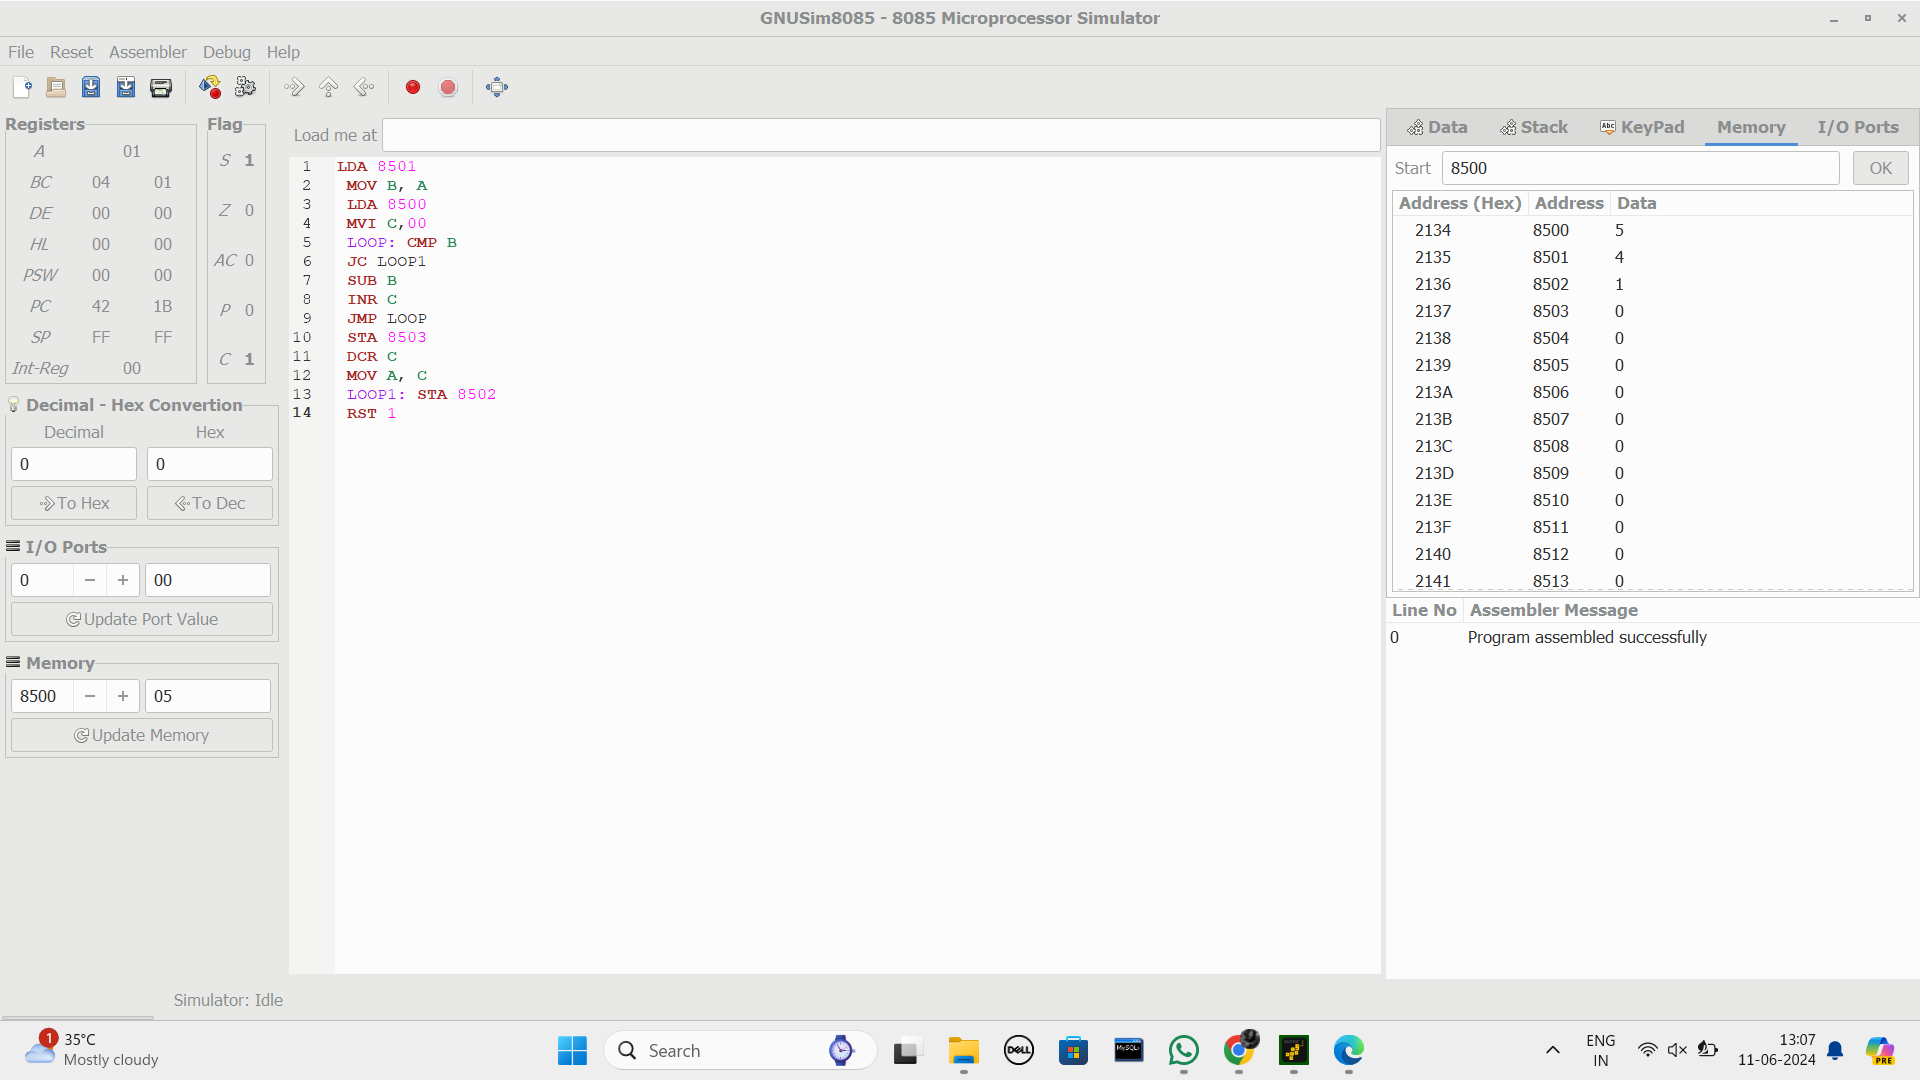 GNUSim8085 - 8085 Microprocessor Simulator
File Reset Assembler Debug Help
Registers
A 01
BC 04 01
DE 00 00
HL 00 00
PSW 00 00
PC 42 1B
SP FF FF
Int-Reg 00
Flag
S 1
Z 0
AC 0
P 0
C 1
Decimal - Hex Convertion
Decimal Hex
0 0
To Hex To Dec
I/O Ports
0 − + 00
Update Port Value
Memory
8500 − + 05
Update Memory
Load me at
1 LDA 8501
2 MOV B, A
3 LDA 8500
4 MVI C,00
5 LOOP: CMP B
6 JC LOOP1
7 SUB B
8 INR C
9 JMP LOOP
10 STA 8503
11 DCR C
12 MOV A, C
13 LOOP1: STA 8502
14 RST 1
Data Stack Abc KeyPad Memory I/O Ports
Start 8500 OK
Address (Hex) Address Data
2134 8500 5
2135 8501 4
2136 8502 1
2137 8503 0
2138 8504 0
2139 8505 0
213A 8506 0
213B 8507 0
213C 8508 0
213D 8509 0
213E 8510 0
213F 8511 0
2140 8512 0
2141 8513 0
Line No Assembler Message
0 Program assembled successfully
Simulator: Idle
1 35°C
Mostly cloudy
Search
DELL
MySQL
ENG
IN
13:07
11-06-2024
PRE